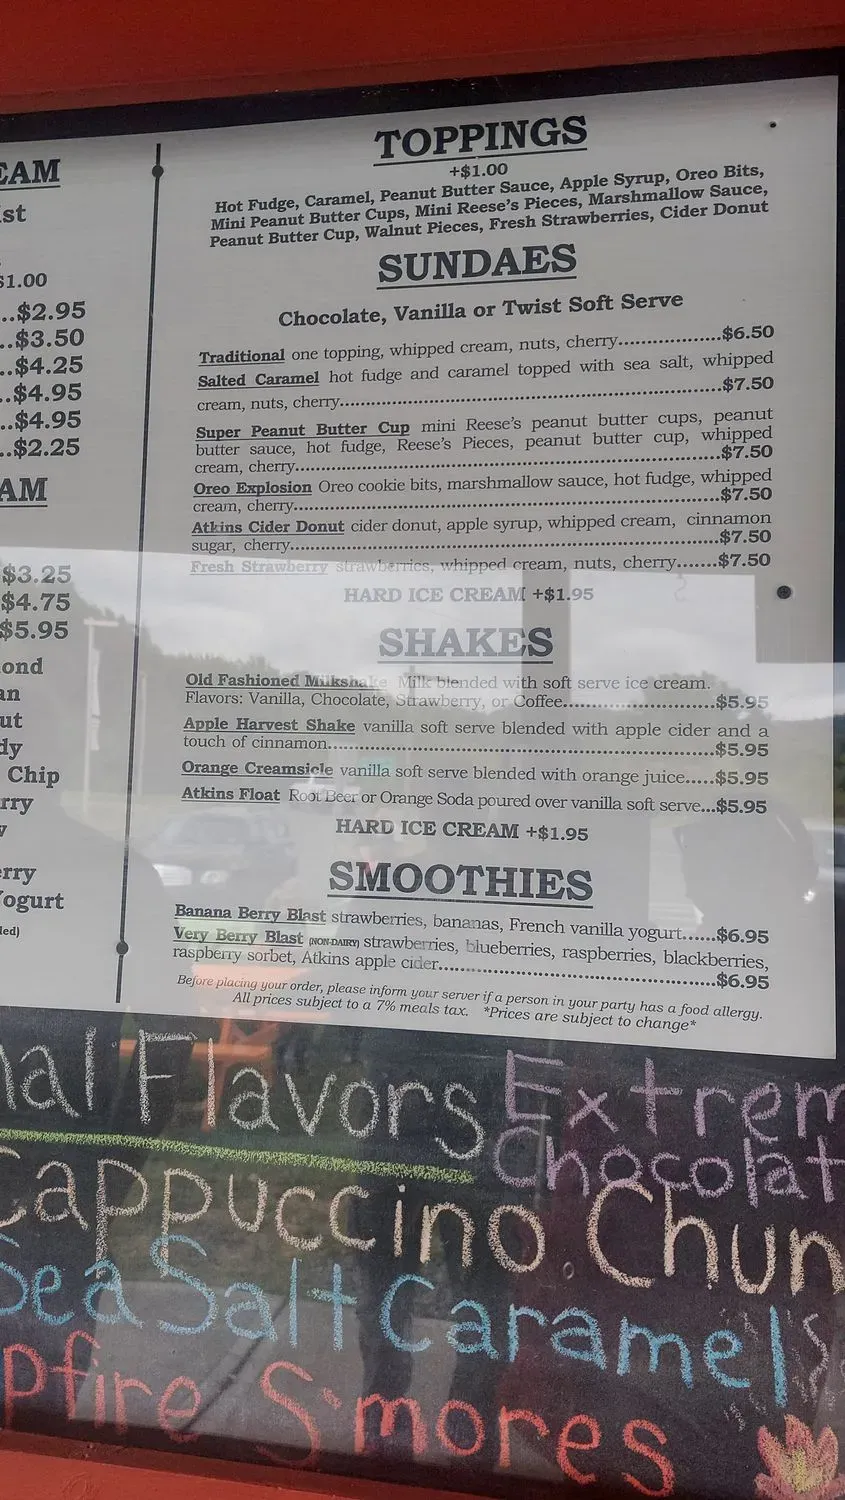 EAM
ist
$1.00
..$2.95
..$3.50
..$4.25
..$4.95
..$4.95
..$2.25
AM
$3.25
$4.75
$5.95
ond
an
ut
dy
Chip
rry
y
erry
Yogurt
led)
TOPPINGS
+$1.00
Hot Fudge, Caramel, Peanut Butter Sauce, Apple Syrup, Oreo Bits,
Mini Peanut Butter Cups, Mini Reese's Pieces, Marshmallow Sauce,
Peanut Butter Cup, Walnut Pieces, Fresh Strawberries, Cider Donut
SUNDAES
Chocolate, Vanilla or Twist Soft Serve
Traditional one topping, whipped cream, nuts, cherry...................$6.50
Salted Caramel hot fudge and caramel topped with sea salt, whipped
cream, nuts, cherry...................$7.50
Super Peanut Butter Cup mini Reese's peanut butter cups, peanut
butter sauce, hot fudge, Reese's Pieces, peanut butter cup, whipped
cream, cherry...................$7.50
Oreo Explosion Oreo cookie bits, marshmallow sauce, hot fudge, whipped
cream, cherry...................$7.50
Atkins Cider Donut cider donut, apple syrup, whipped cream, cinnamon
sugar, cherry...................$7.50
Fresh Strawberry strawberries, whipped cream, nuts, cherry.......$7.50
HARD ICE CREAM +$1.95
SHAKES
Old Fashioned Milkshake Milk blended with soft serve ice cream.
Flavors: Vanilla, Chocolate, Strawberry, or Coffee...................$5.95
Apple Harvest Shake vanilla soft serve blended with apple cider and a
touch of cinnamon...................$5.95
Orange Creamsicle vanilla soft serve blended with orange juice.....$5.95
Atkins Float Root Beer or Orange Soda poured over vanilla soft serve...$5.95
HARD ICE CREAM +$1.95
SMOOTHIES
Banana Berry Blast strawberries, bananas, French vanilla yogurt......$6.95
Very Berry Blast (NON-DAIRY) strawberries, blueberries, raspberries, blackberries,
raspberry sorbet, Atkins apple cider...................$6.95
Before placing your order, please inform your server if a person in your party has a food allergy.
All prices subject to a 7% meals tax. *Prices are subject to change*
nal Flavors
Extrem
Chocolat
Cappuccino Chun
Sea Salt Caramel
pfire S'mores